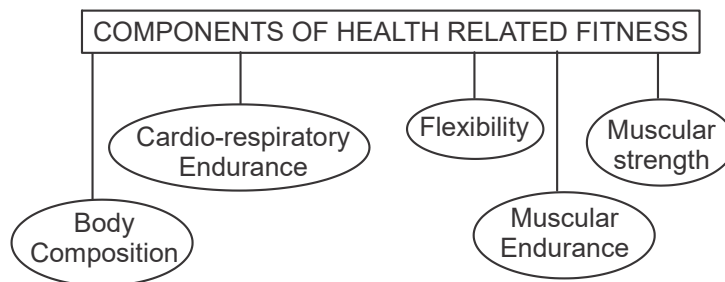 COMPONENTS OF HEALTH RELATED FITNESS
Cardio-respiratory
Endurance
Flexibility
Muscular
strength
Body
Composition
Muscular
Endurance